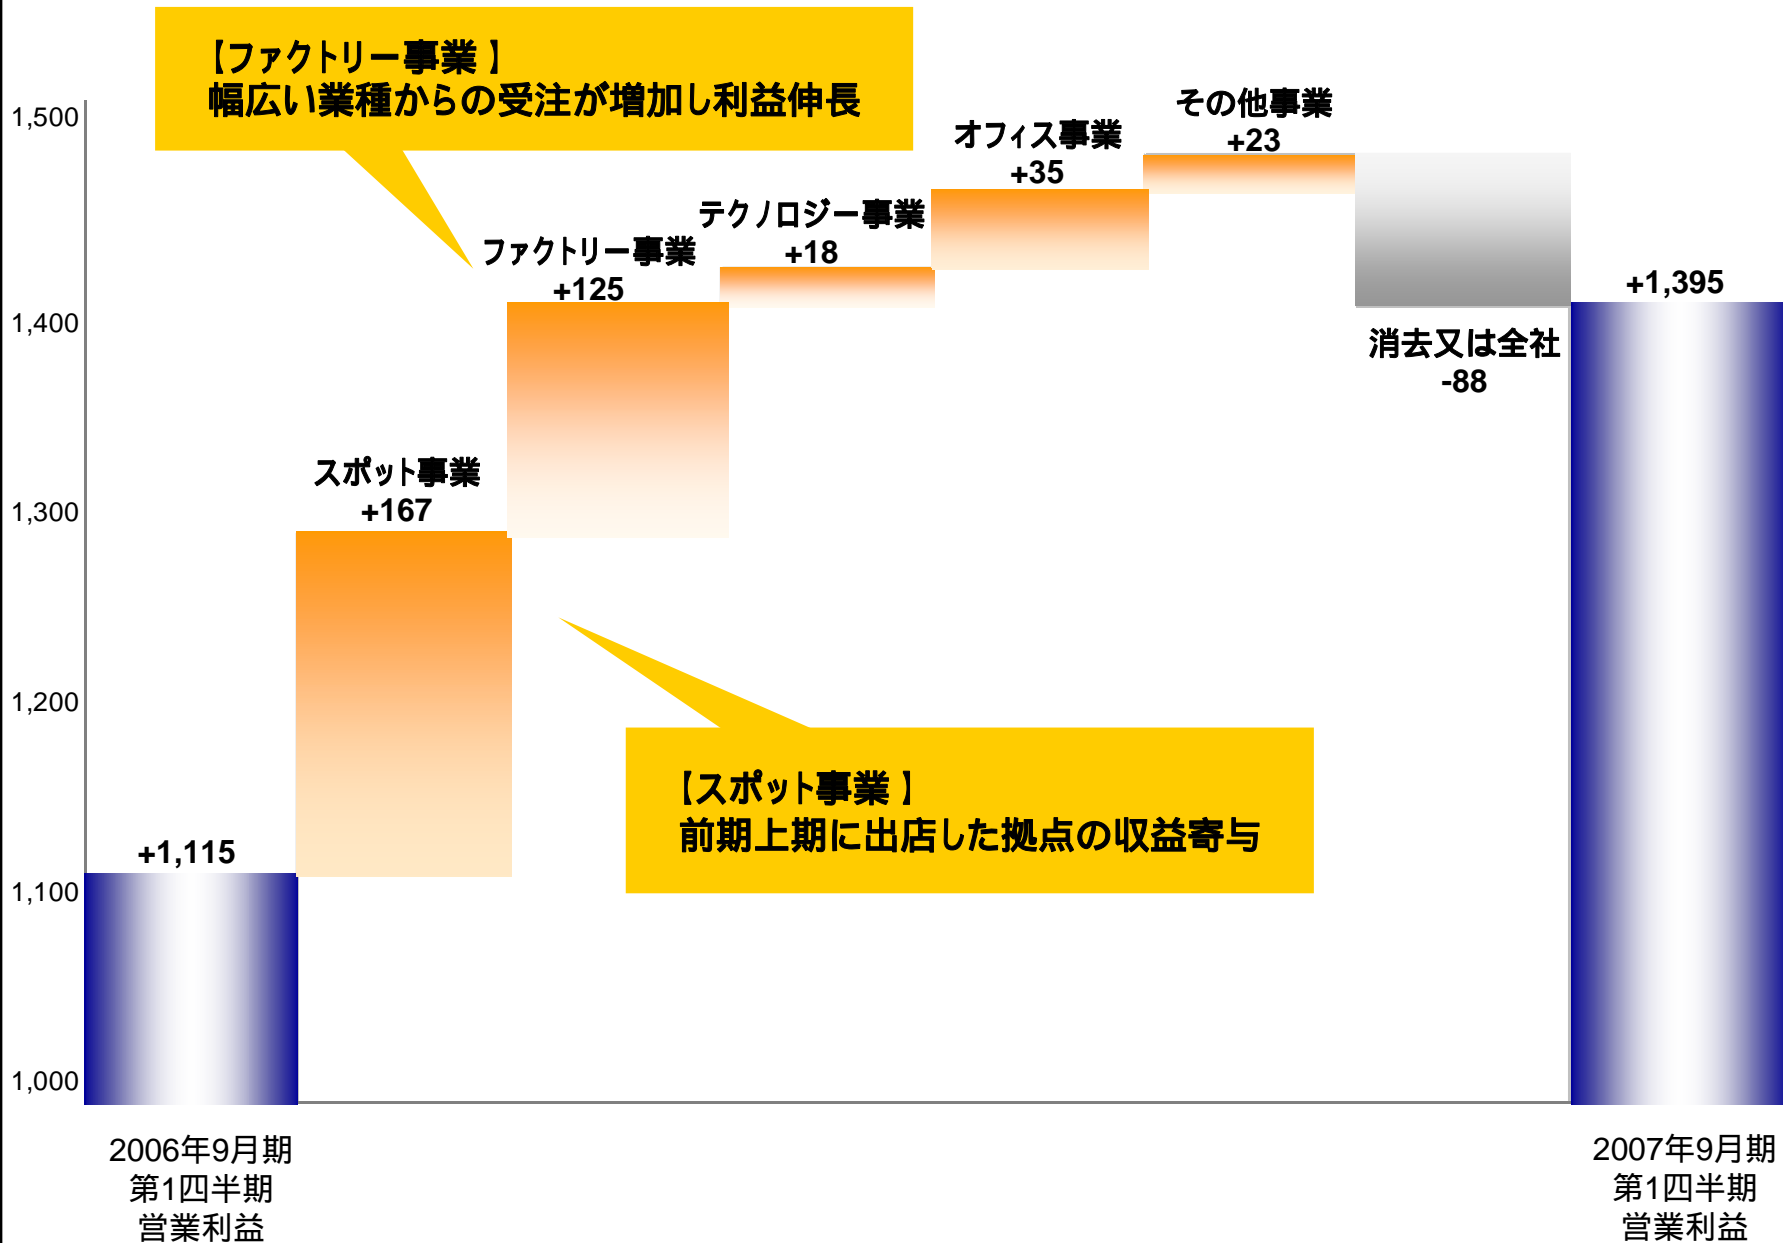 【ファクトリー事業】
幅広い業種からの受注が増加し利益伸長
1,500
1,400
1,300
1,200
1,100
1,000
+1,115
スポット事業
+167
ファクトリー事業
+125
テクノロジー事業
+18
オフィス事業
+35
その他事業
+23
消去又は全社
-88
+1,395
【スポット事業】
前期上期に出店した拠点の収益寄与
2006年9月期
第1四半期
営業利益
2007年9月期
第1四半期
営業利益